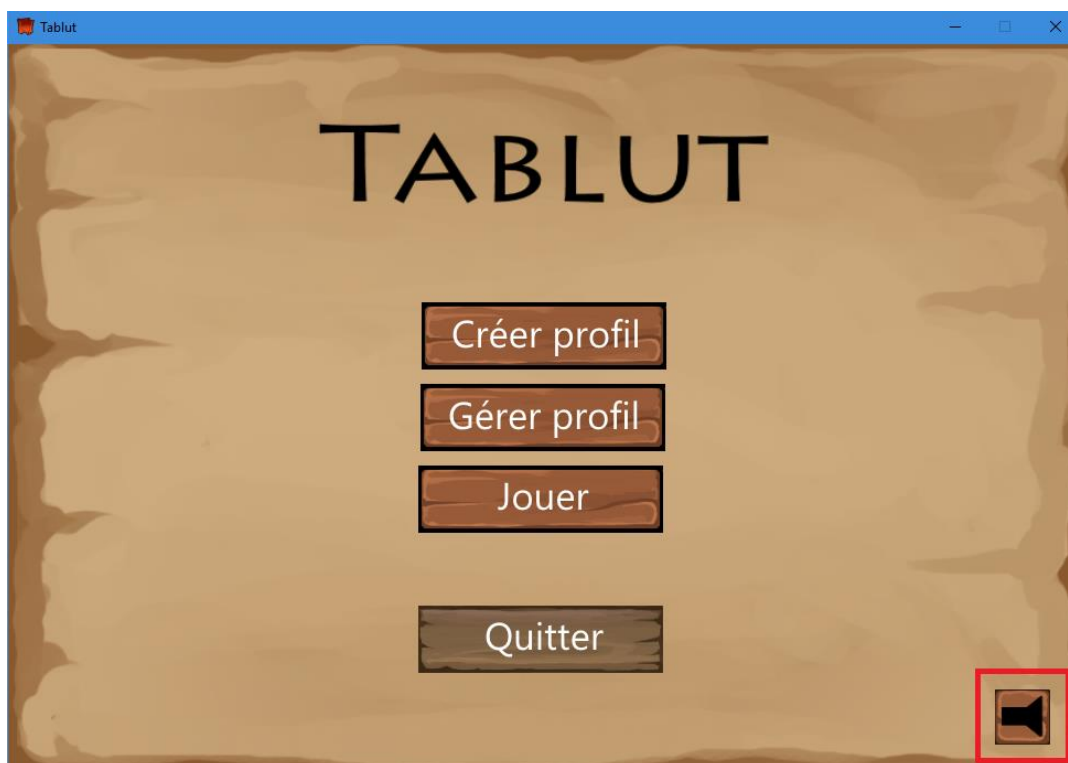 Tablut
TABLUT
Créer profil
Gérer profil
Jouer
Quitter